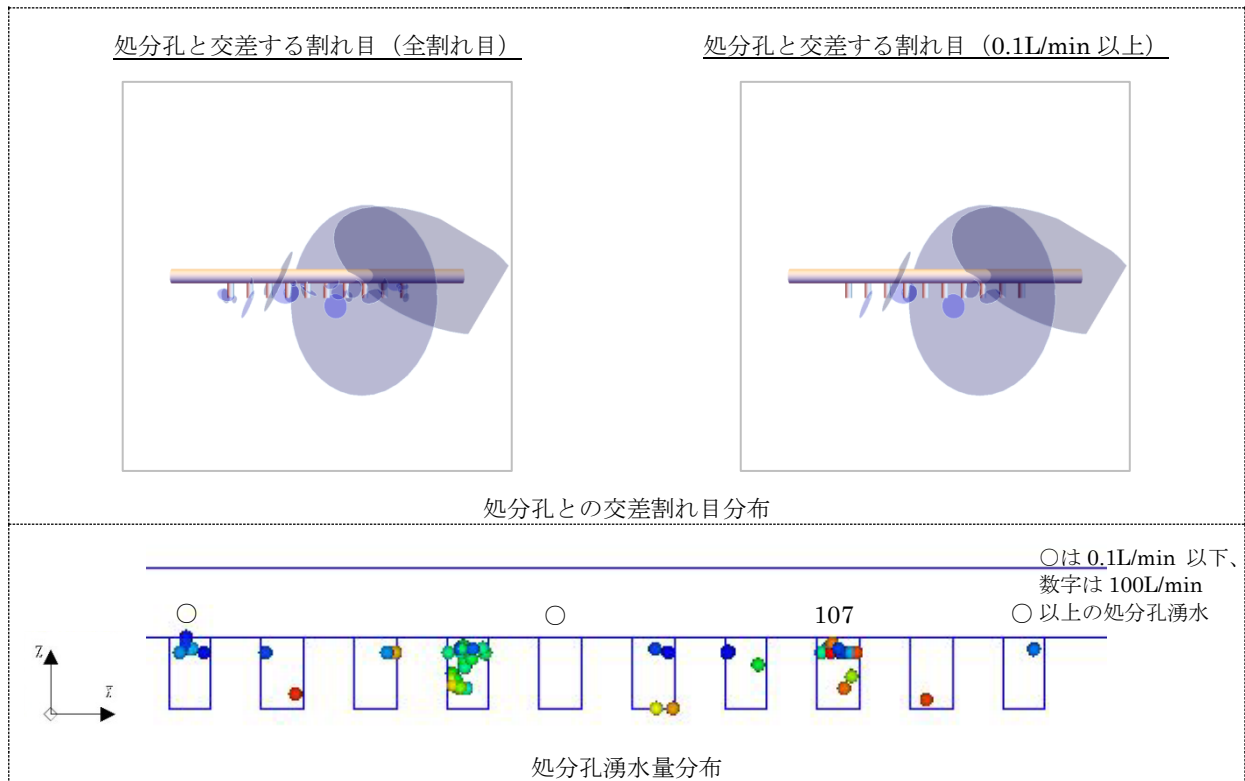 処分孔と交差する割れ目（全割れ目）
処分孔と交差する割れ目（0.1L/min 以上）
処分孔との交差割れ目分布
○は 0.1L/min 以下、
数字は 100L/min
以上の処分孔湧水
○
○
107
○
Z
処分孔湧水量分布